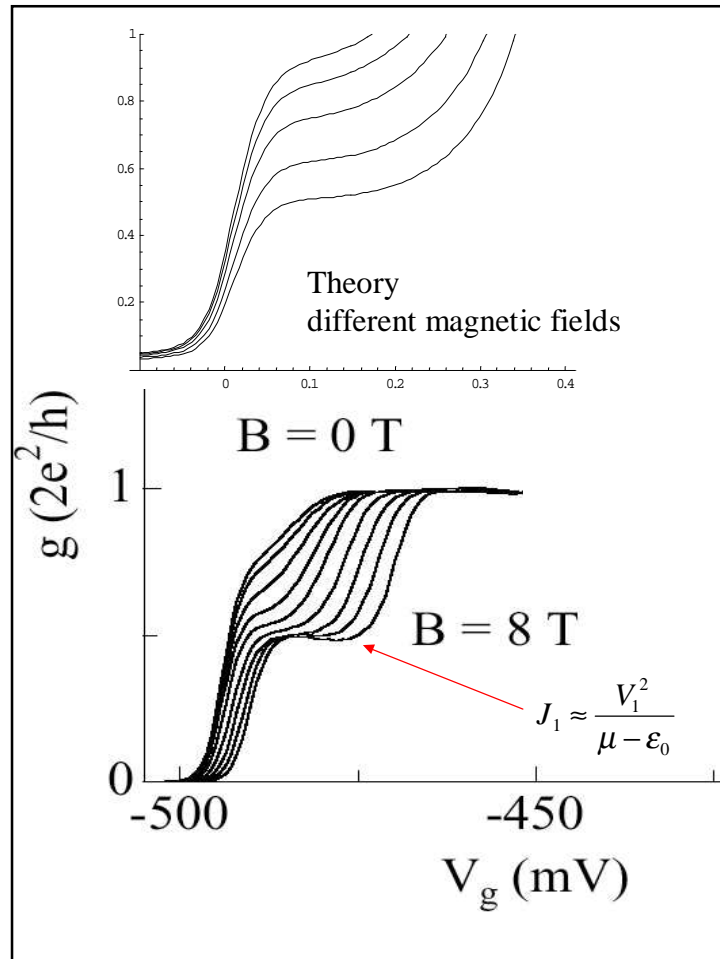 1
0.8
0.6
0.4
0.2
Theory
different magnetic fields
0 0.1 0.2 0.3 0.4
B = 0 T
g (2e²/h)
1
B = 8 T
J₁ ≈ V₁² / (μ − ε₀)
0
-500 -450
V_g (mV)